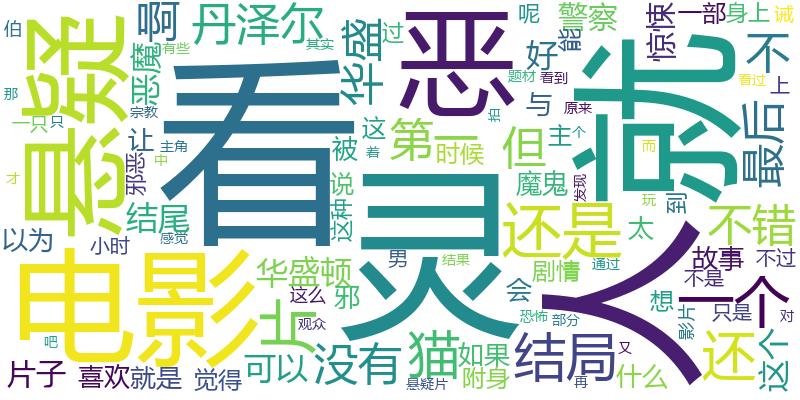 伯
那
一只
只
才
以为
吧
片子
悬疑
啊
恶魔
有些
宗教
让
主角
邪恶
中
结尾
感觉
小时
电影
喜欢
就是
丹泽尔
其实
看
华盛顿
片
这么
观众
可以
觉得
华盛
过
这
着
被
说
这种
男
邪
没有
恶
灵
第一
时候
猫
结果
悬疑片
如果
附身
呢
好
能
与
但
主
个
题材
看到
拍
原来
魔鬼
发现
还是
会
剧情
恐怖
部分
结局
再
又
什么
通过
人
警察
惊悚
一部
身上
诫
就
不
上
看过
最后
而
玩
到
太
不错
故事
不是
不过
一个
想
影片
只是
对
还
这个